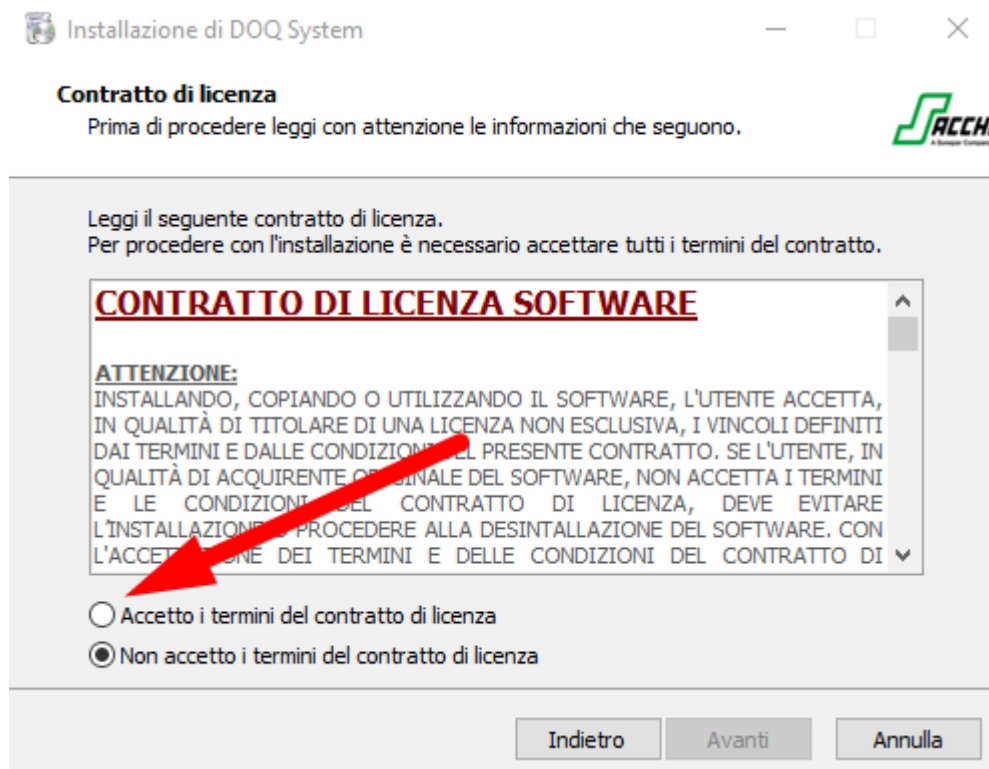 Installazione di DOQ System
Contratto di licenza
Prima di procedere leggi con attenzione le informazioni che seguono.
A Sonepar Company
Leggi il seguente contratto di licenza.
Per procedere con l'installazione è necessario accettare tutti i termini del contratto.
CONTRATTO DI LICENZA SOFTWARE
ATTENZIONE:
INSTALLANDO, COPIANDO O UTILIZZANDO IL SOFTWARE, L'UTENTE ACCETTA,
IN QUALITÀ DI TITOLARE DI UNA LICENZA NON ESCLUSIVA, I VINCOLI DEFINITI
DAI TERMINI E DALLE CONDIZIONI PRESENTE CONTRATTO. SE L'UTENTE, IN
QUALITÀ DI ACQUIRENTE DEL SOFTWARE, NON ACCETTA I TERMINI
E LE CONDIZIONI DEL CONTRATTO DI LICENZA, DEVE EVITARE
L'INSTALLAZIONE PROCEDERE ALLA DESINTALLAZIONE DEL SOFTWARE. CON
DEI TERMINI E DELLE CONDIZIONI DEL CONTRATTO DI
Accetto i termini del contratto di licenza
Non accetto i termini del contratto di licenza
Indietro
Avanti
Annulla